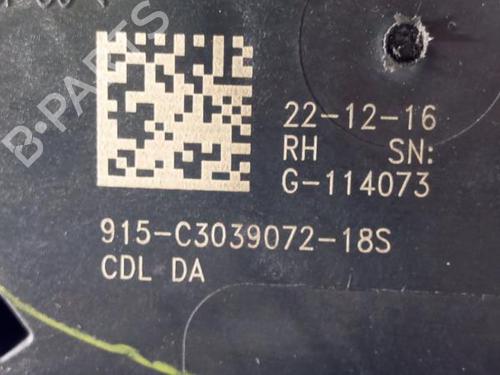 22-12-16
RH SN:
G-114073
915-C3039072-18S
CDL DA
B-PARTS